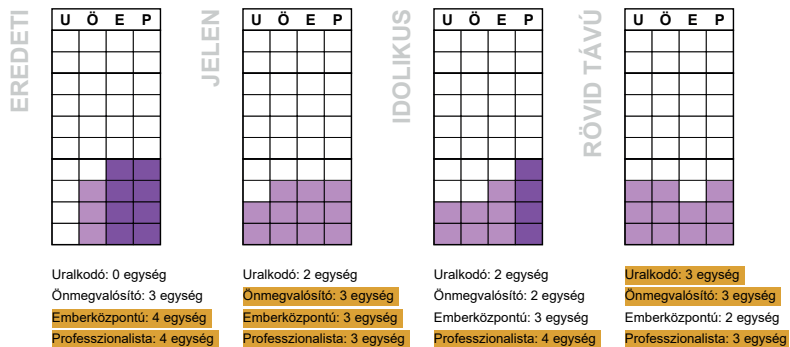 EREDETI
U Ö E P
Uralkodó: 0 egység
Önmegvalósító: 3 egység
Emberközpontú: 4 egység
Professzionalista: 4 egység
JELEN
U Ö E P
Uralkodó: 2 egység
Önmegvalósító: 3 egység
Emberközpontú: 3 egység
Professzionalista: 3 egység
IDOLIKUS
U Ö E P
Uralkodó: 2 egység
Önmegvalósító: 2 egység
Emberközpontú: 3 egység
Professzionalista: 4 egység
RÖVID TÁVÚ
U Ö E P
Uralkodó: 3 egység
Önmegvalósító: 3 egység
Emberközpontú: 2 egység
Professzionalista: 3 egység